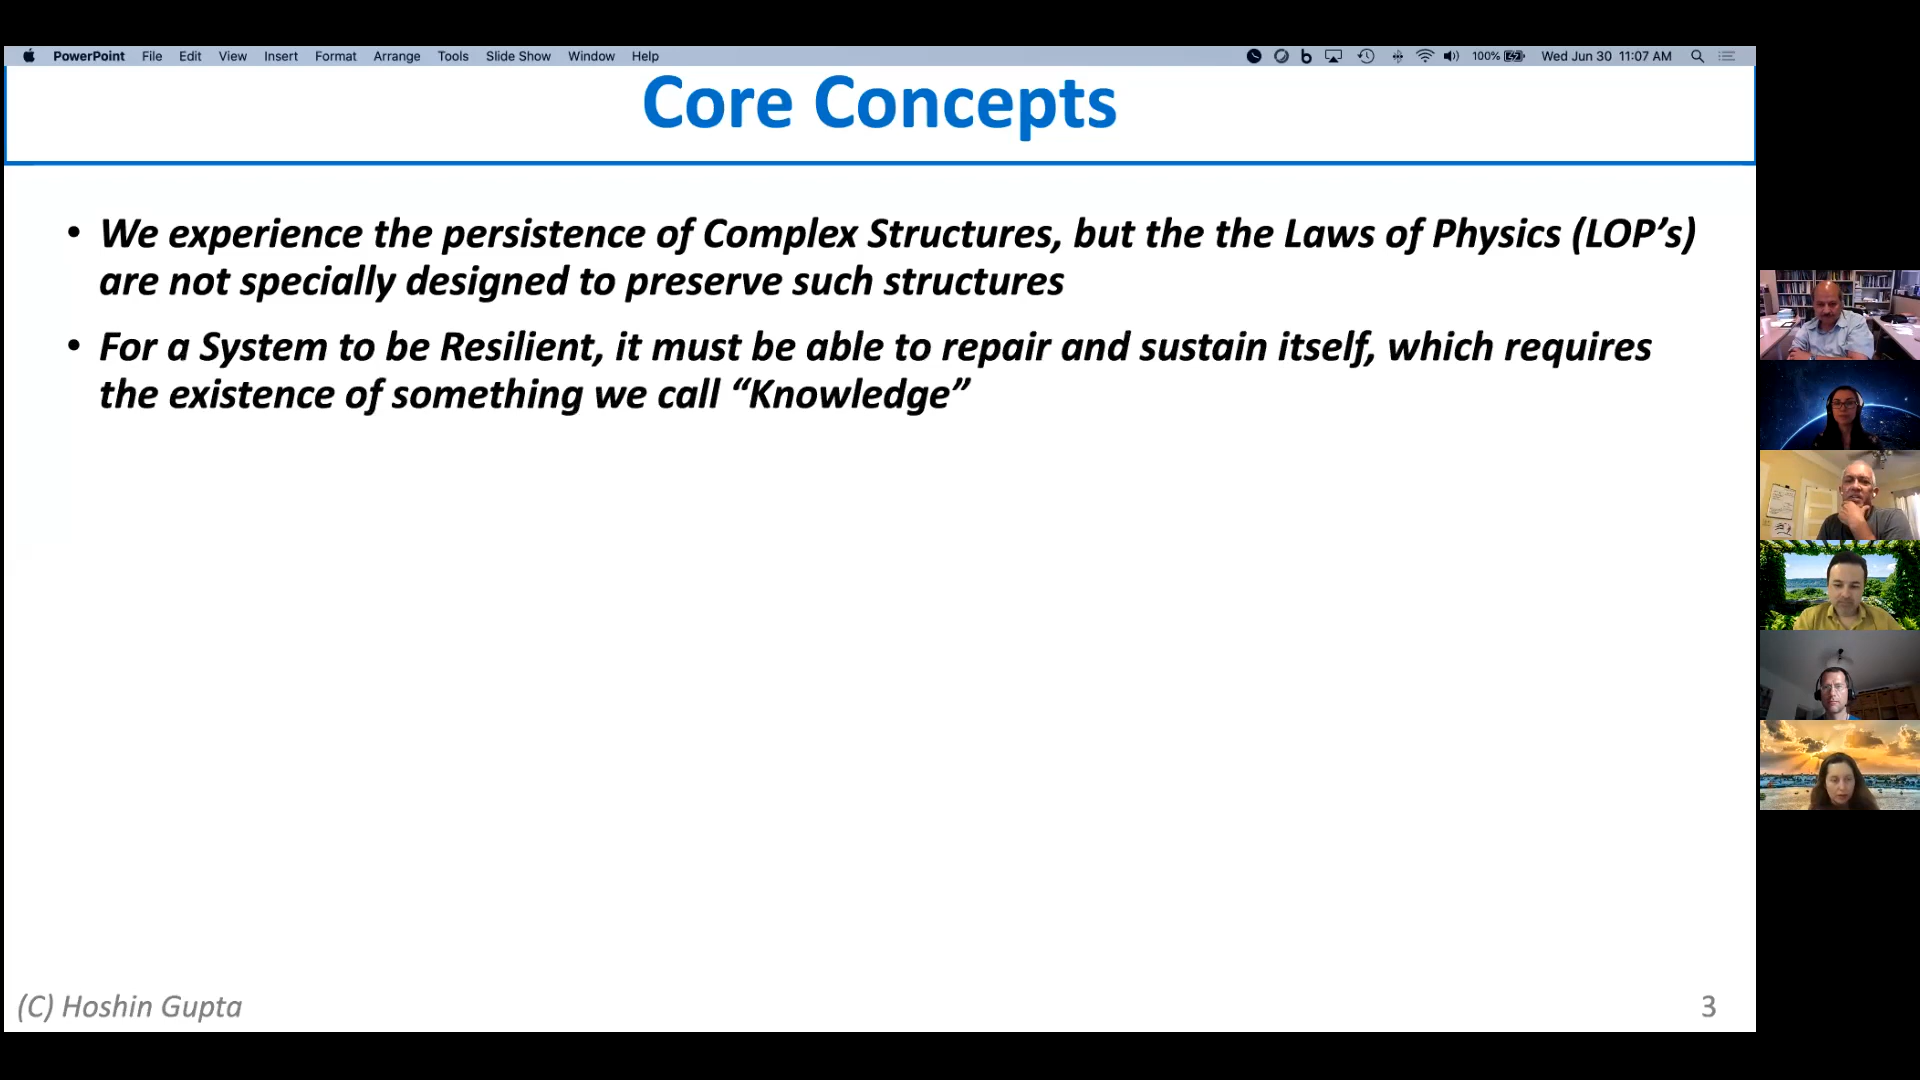 PowerPoint File Edit View Insert Format Arrange Tools Slide Show Window Help 100% Wed Jun 30 11:07 AM
Core Concepts
• We experience the persistence of Complex Structures, but the the Laws of Physics (LOP’s)
are not specially designed to preserve such structures
• For a System to be Resilient, it must be able to repair and sustain itself, which requires
the existence of something we call “Knowledge”
(C) Hoshin Gupta
3